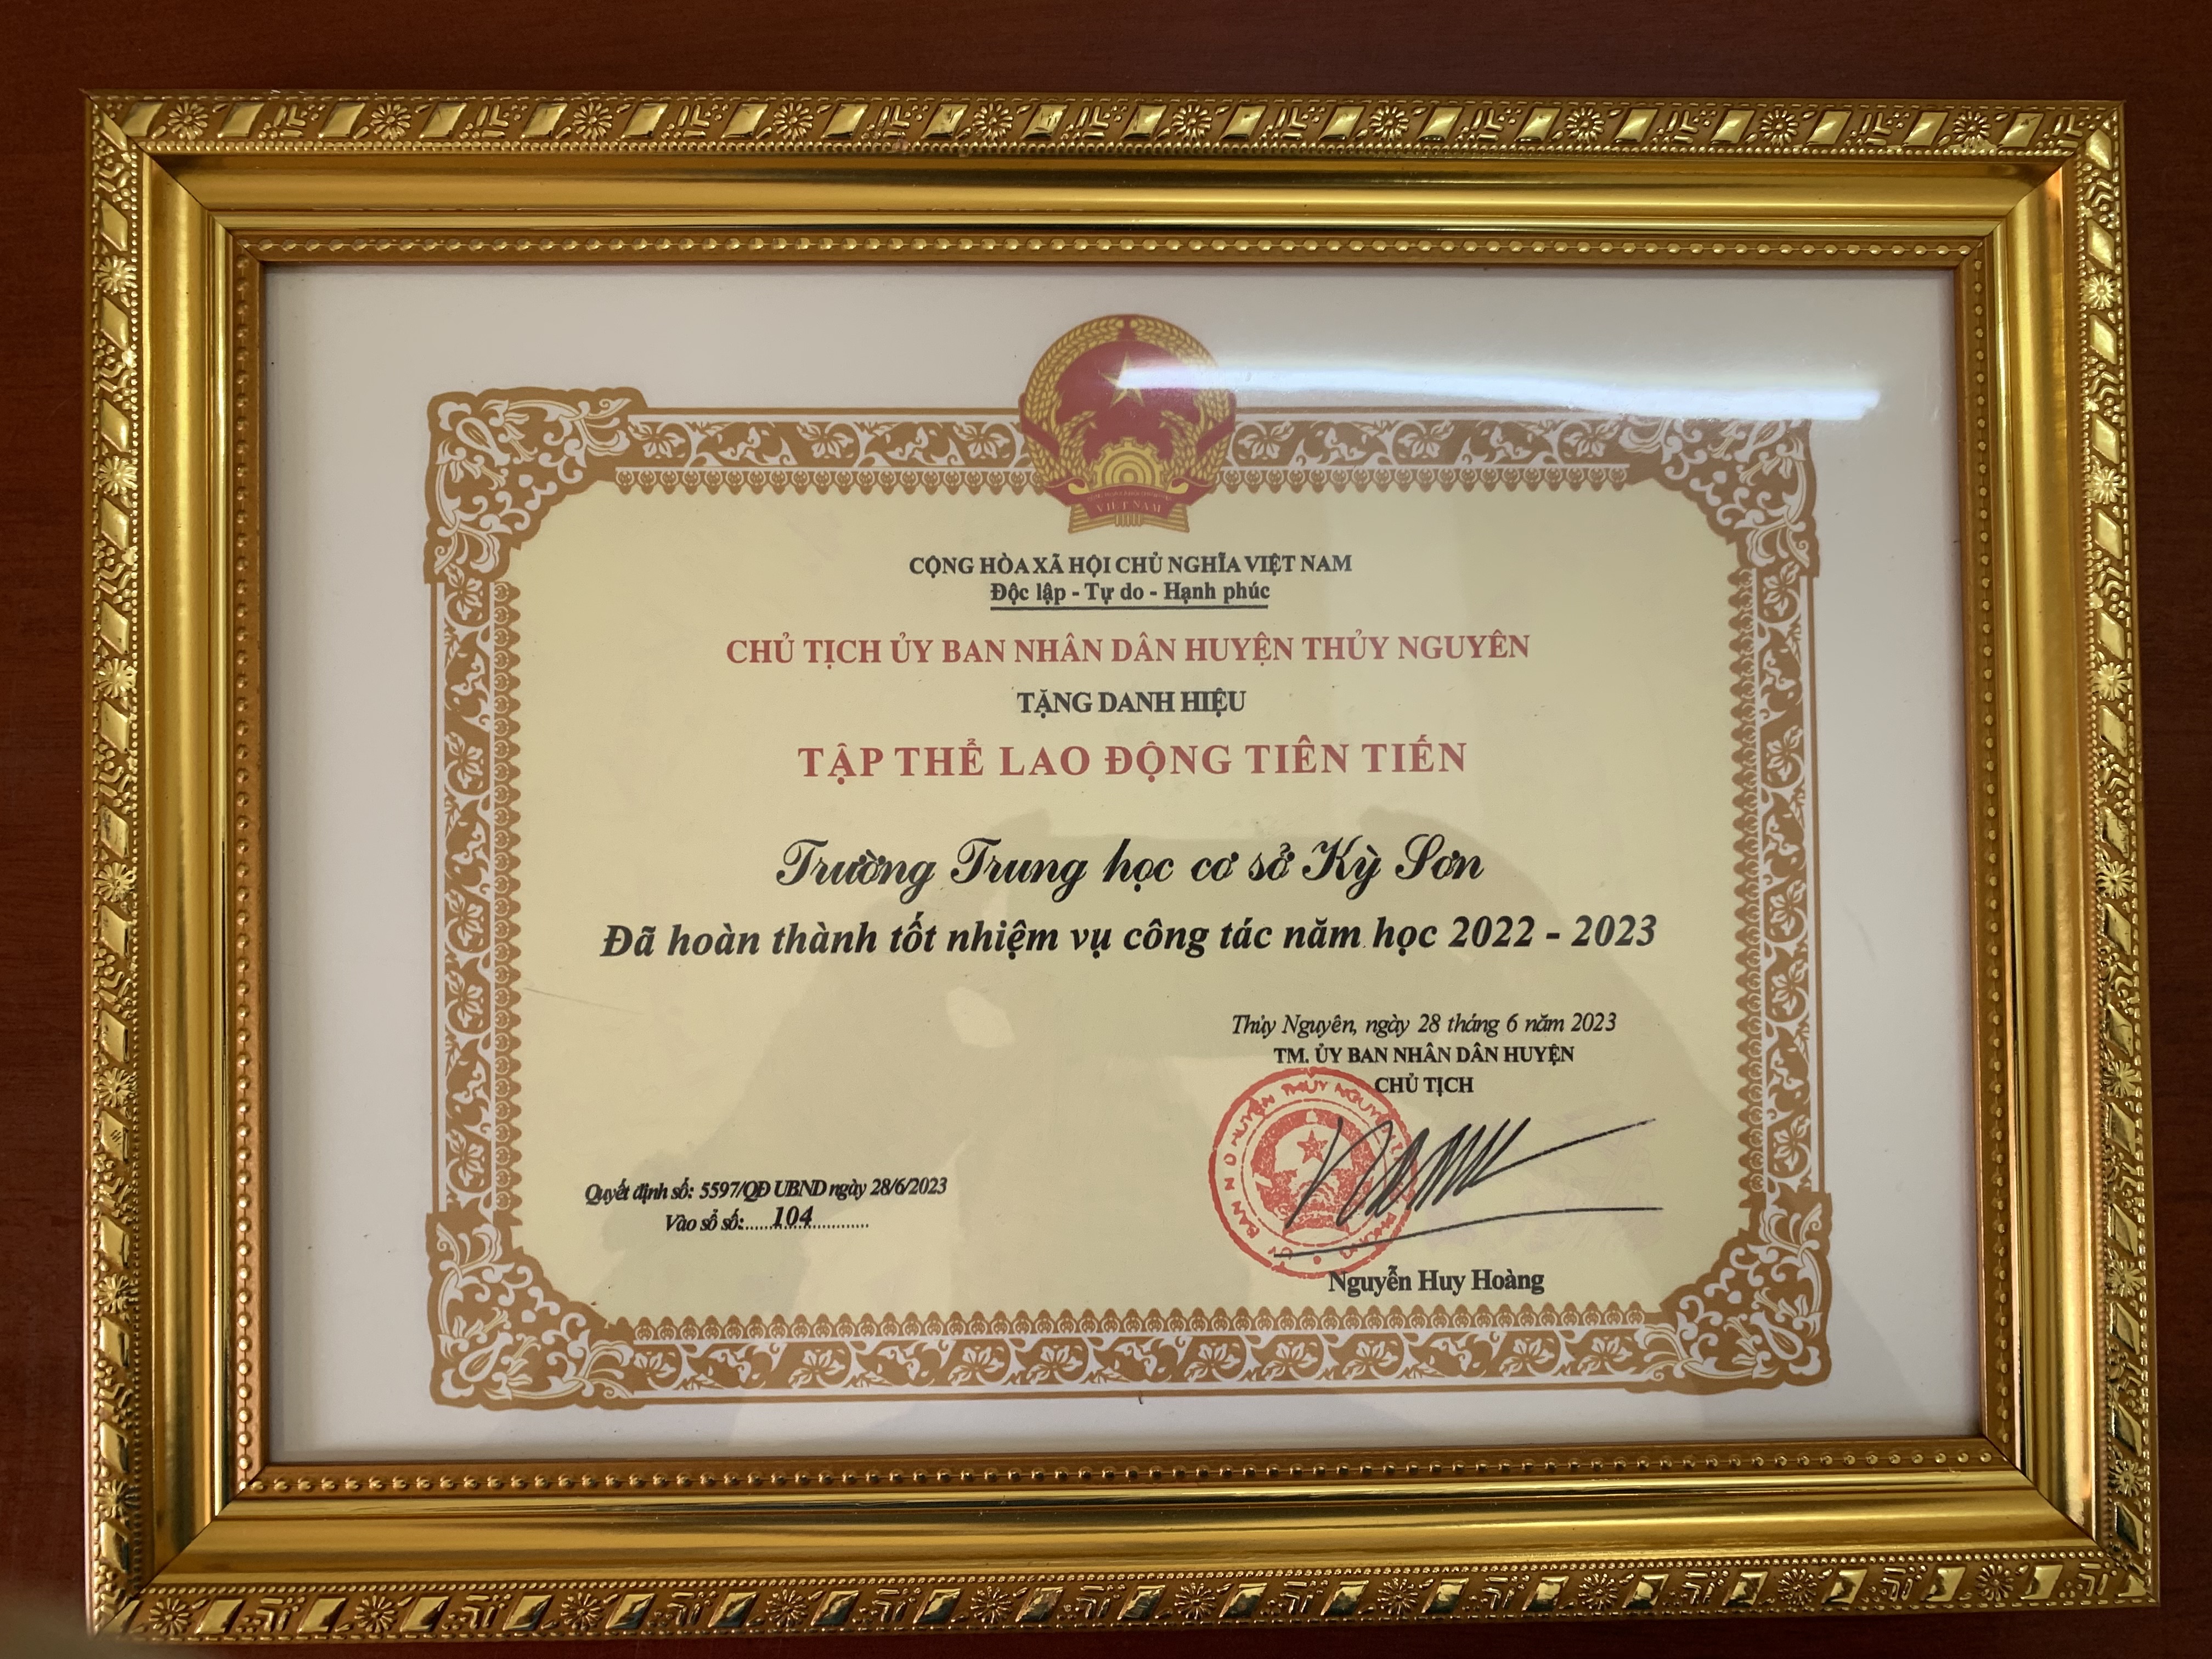 VIỆT NAM
CỘNG HÒA XÃ HỘI CHỦ NGHĨA VIỆT NAM
Độc lập - Tự do - Hạnh phúc
CHỦ TỊCH ỦY BAN NHÂN DÂN HUYỆN THỦY NGUYÊN
TẶNG DANH HIỆU
TẬP THỂ LAO ĐỘNG TIÊN TIẾN
Trường Trung học cơ sở Kỳ Sơn
Đã hoàn thành tốt nhiệm vụ công tác năm học 2022 - 2023
Thủy Nguyên, ngày 28 tháng 6 năm 2023
TM. ỦY BAN NHÂN DÂN HUYỆN
CHỦ TỊCH
Quyết định số: 5597/QĐ UBND ngày 28/6/2023
Vào sổ số:......104............
Nguyễn Huy Hoàng